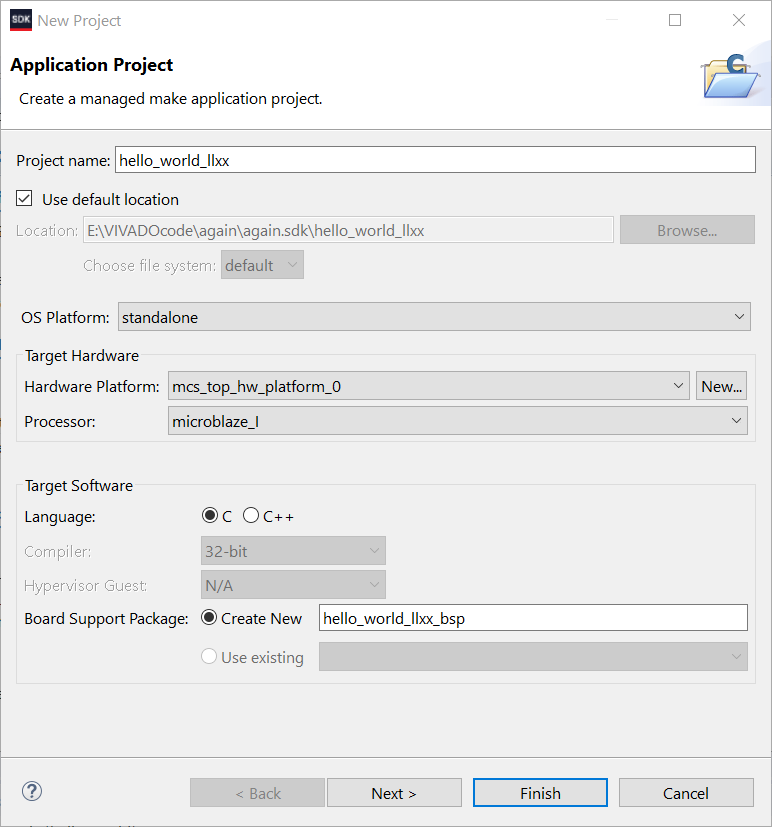 SDK New Project
Application Project
Create a managed make application project.
Project name: hello_world_llxx
Use default location
Location: E:\VIVADOcode\again\again.sdk\hello_world_llxx Browse...
Choose file system: default
OS Platform: standalone
Target Hardware
Hardware Platform: mcs_top_hw_platform_0 New...
Processor: microblaze_I
Target Software
Language: C C++
Compiler: 32-bit
Hypervisor Guest: N/A
Board Support Package: Create New hello_world_llxx_bsp
Use existing
? < Back Next > Finish Cancel